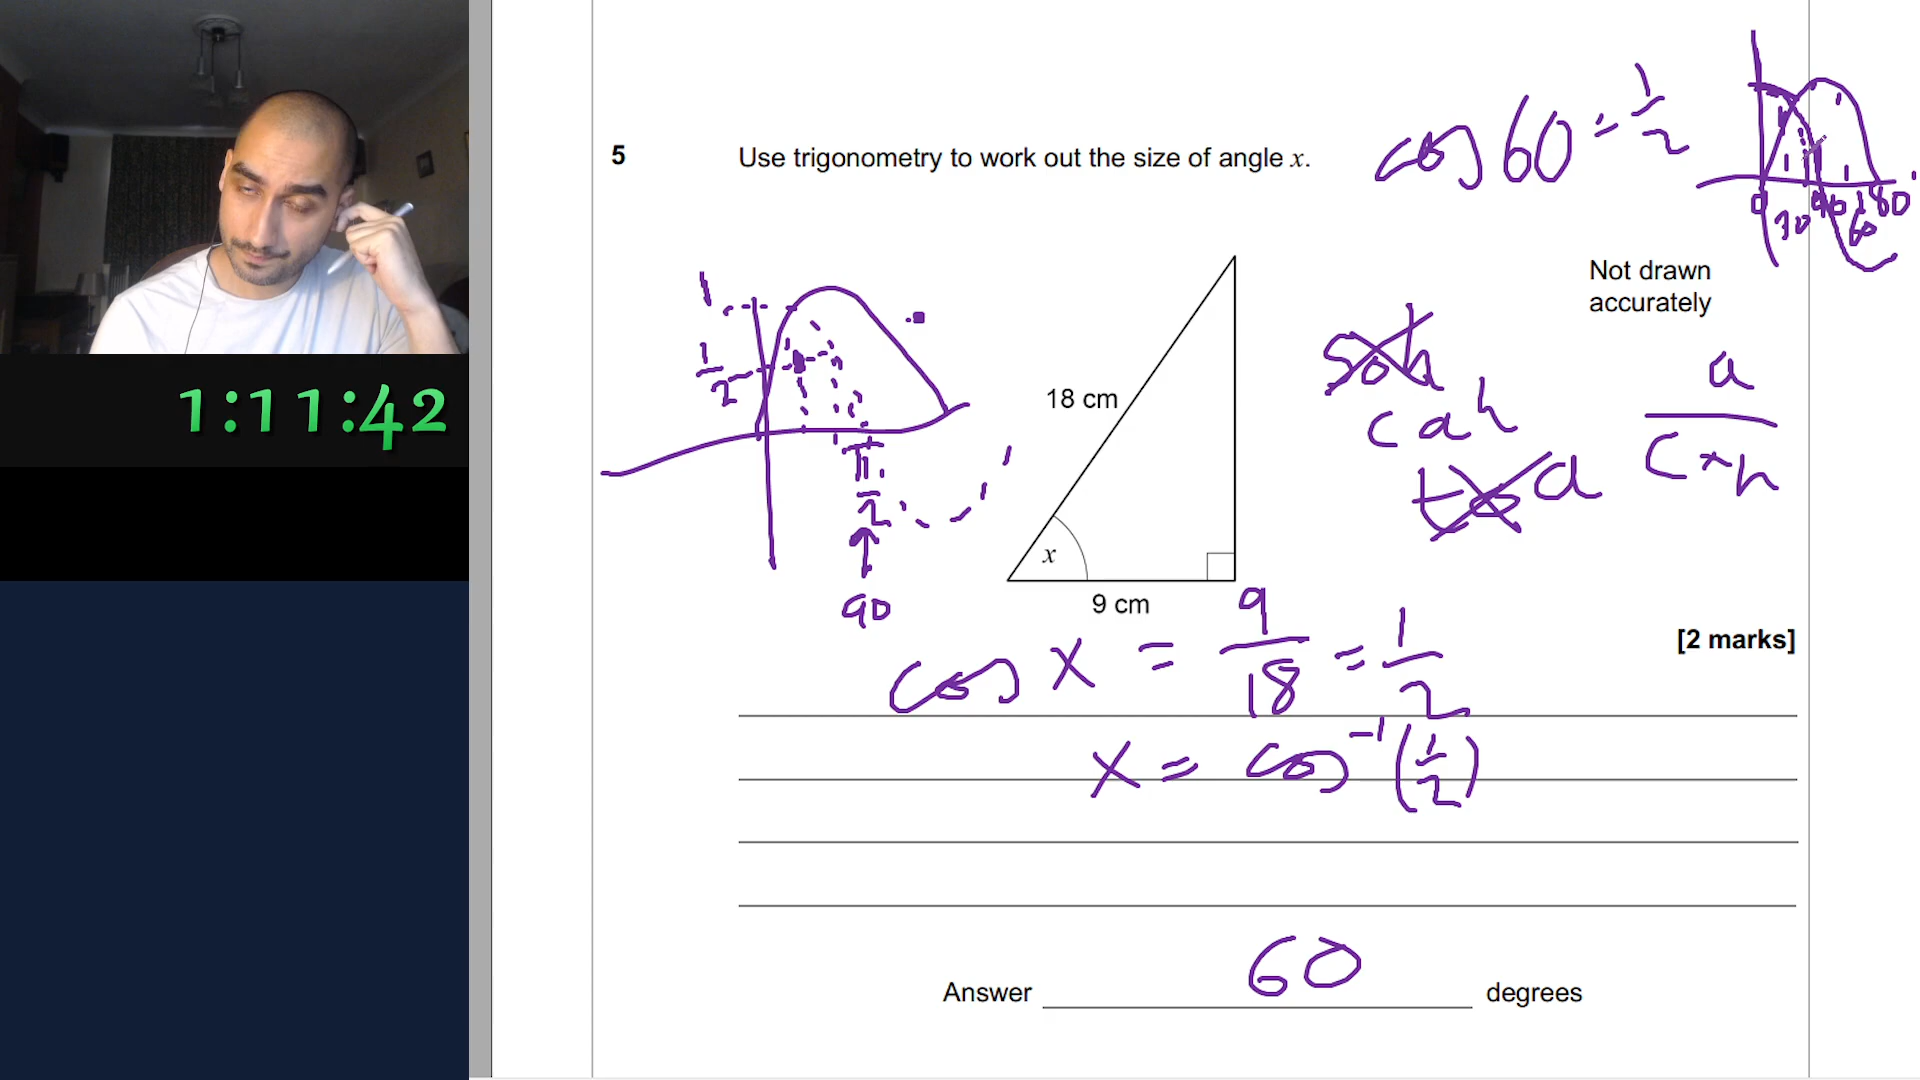 1:11:42
5 Use trigonometry to work out the size of angle x.
cos 60 = 1/2
0 30 90 160 180
Not drawn
accurately
1
1/2
π/2
90
18 cm
x
9 cm
soh
cah
toa
a
c × h
cos x = 9/18 = 1/2
[2 marks]
x = cos⁻¹(1/2)
60
Answer degrees